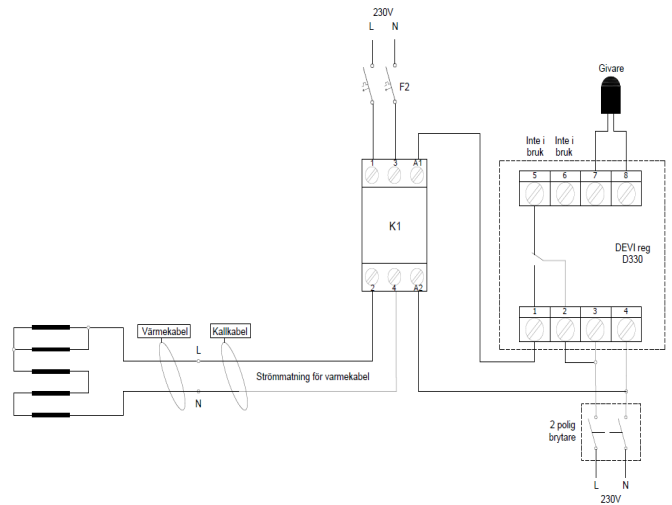 230V
L N
F2
Givare
Inte i bruk
Inte i bruk
1 3 A1
5 6 7 8
K1
DEVI reg
D330
2 4 A2
1 2 3 4
Värmekabel
Kallkabel
L
Strömmatning för varmekabel
N
2 polig
brytare
L N
230V